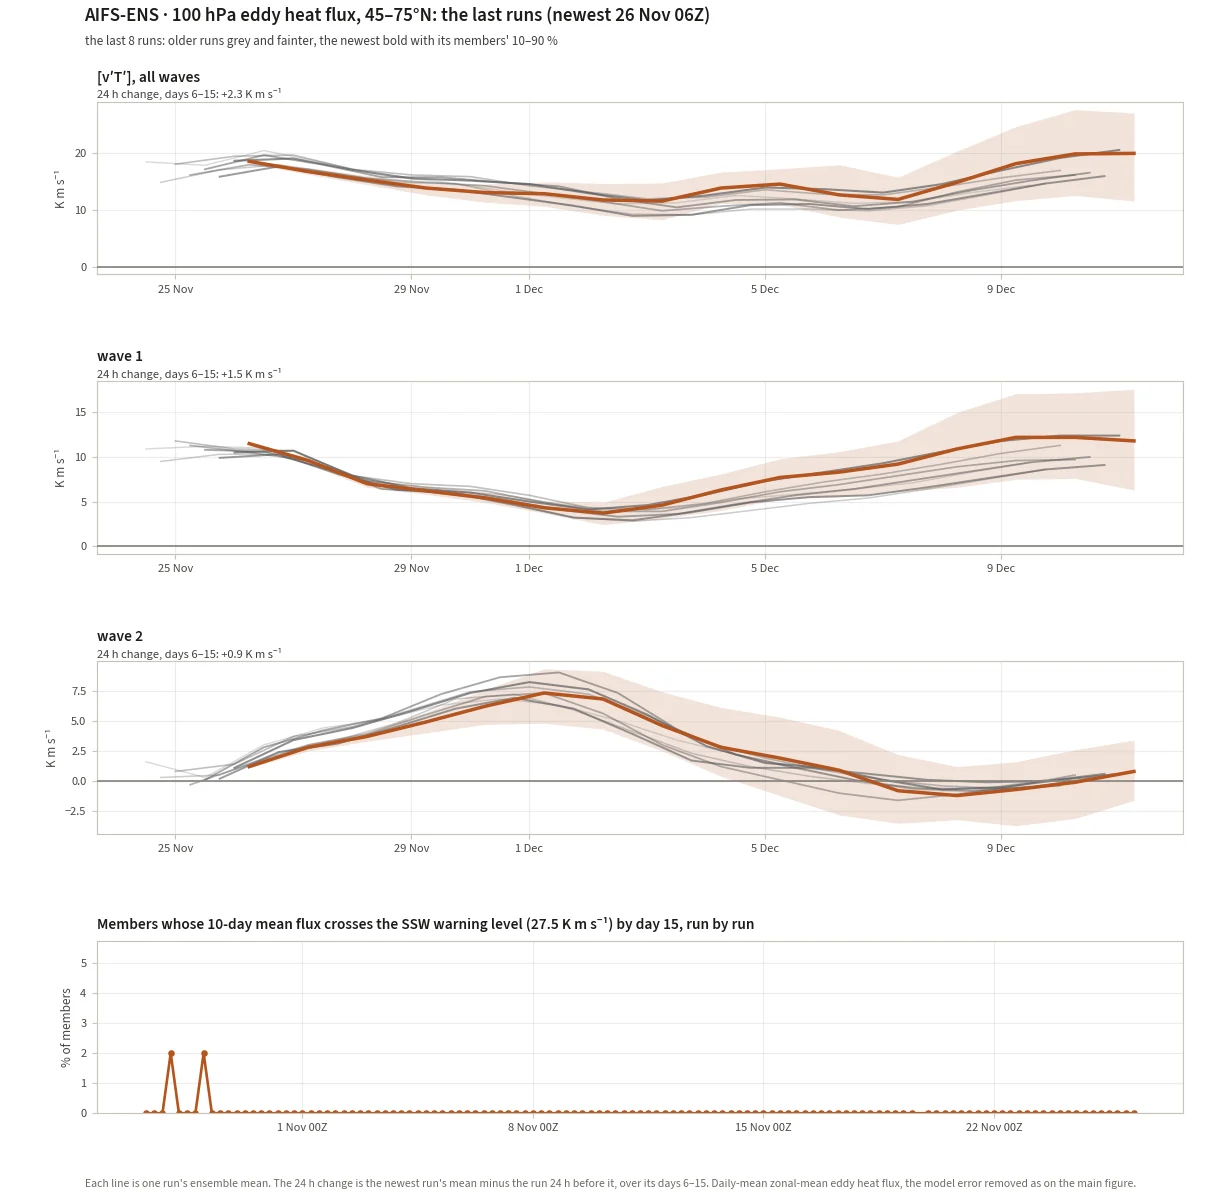 AIFS-ENS · 100 hPa eddy heat flux, 45–75°N: the last runs (newest 26 Nov 06Z)
the last 8 runs: older runs grey and fainter, the newest bold with its members' 10–90 %
[v′T′], all waves
24 h change, days 6–15: +2.3 K m s⁻¹
K m s⁻¹
20
10
0
25 Nov
29 Nov
1 Dec
5 Dec
9 Dec
wave 1
24 h change, days 6–15: +1.5 K m s⁻¹
K m s⁻¹
15
10
5
0
25 Nov
29 Nov
1 Dec
5 Dec
9 Dec
wave 2
24 h change, days 6–15: +0.9 K m s⁻¹
K m s⁻¹
7.5
5.0
2.5
0.0
−2.5
25 Nov
29 Nov
1 Dec
5 Dec
9 Dec
Members whose 10-day mean flux crosses the SSW warning level (27.5 K m s⁻¹) by day 15, run by run
% of members
5
4
3
2
1
0
1 Nov 00Z
8 Nov 00Z
15 Nov 00Z
22 Nov 00Z
Each line is one run's ensemble mean. The 24 h change is the newest run's mean minus the run 24 h before it, over its days 6–15. Daily-mean zonal-mean eddy heat flux, the model error removed as on the main figure.